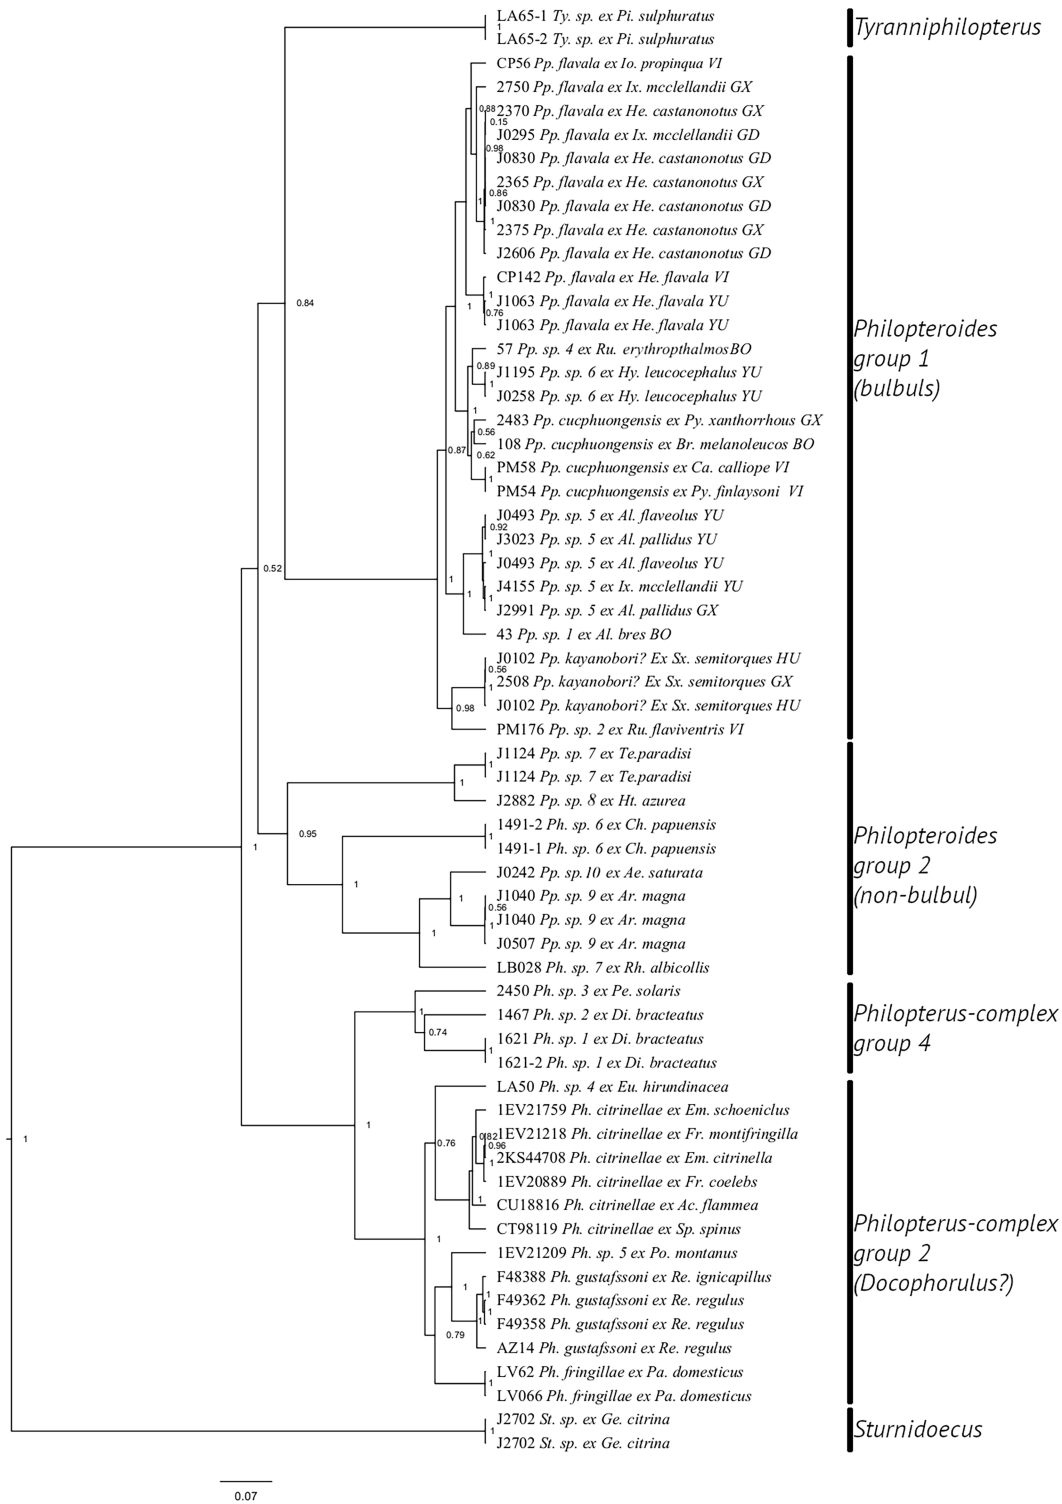 LA65-1 Ty. sp. ex Pi. sulphuratus
1
LA65-2 Ty. sp. ex Pi. sulphuratus
Tyranniphilopterus
CP56 Pp. flavala ex Io. propinqua VI
2750 Pp. flavala ex Ix. mcclellandii GX
0.88
2370 Pp. flavala ex He. castanonotus GX
0.15
J0295 Pp. flavala ex Ix. mcclellandii GD
0.98
J0830 Pp. flavala ex He. castanonotus GD
2365 Pp. flavala ex He. castanonotus GX
0.86
1
J0830 Pp. flavala ex He. castanonotus GD
1
2375 Pp. flavala ex He. castanonotus GX
J2606 Pp. flavala ex He. castanonotus GD
CP142 Pp. flavala ex He. flavala VI
1
J1063 Pp. flavala ex He. flavala YU
1
0.76
J1063 Pp. flavala ex He. flavala YU
0.84
Philopteroides
group 1
(bulbuls)
57 Pp. sp. 4 ex Ru. erythropthalmosBO
0.89
J1195 Pp. sp. 6 ex Hy. leucocephalus YU
1
J0258 Pp. sp. 6 ex Hy. leucocephalus YU
1
2483 Pp. cucphuongensis ex Py. xanthorrhous GX
0.56
108 Pp. cucphuongensis ex Br. melanoleucos BO
0.87
0.62
PM58 Pp. cucphuongensis ex Ca. calliope VI
1
PM54 Pp. cucphuongensis ex Py. finlaysoni VI
J0493 Pp. sp. 5 ex Al. flaveolus YU
0.92
J3023 Pp. sp. 5 ex Al. pallidus YU
1
J0493 Pp. sp. 5 ex Al. flaveolus YU
0.52
1
J4155 Pp. sp. 5 ex Ix. mcclellandii YU
1
1
J2991 Pp. sp. 5 ex Al. pallidus GX
43 Pp. sp. 1 ex Al. bres BO
J0102 Pp. kayanobori? Ex Sx. semitorques HU
0.56
2508 Pp. kayanobori? Ex Sx. semitorques GX
1
J0102 Pp. kayanobori? Ex Sx. semitorques HU
0.98
PM176 Pp. sp. 2 ex Ru. flaviventris VI
J1124 Pp. sp. 7 ex Te.paradisi
1
J1124 Pp. sp. 7 ex Te.paradisi
1
J2882 Pp. sp. 8 ex Ht. azurea
1491-2 Ph. sp. 6 ex Ch. papuensis
0.95
1
1491-1 Ph. sp. 6 ex Ch. papuensis
1
Philopteroides
group 2
(non-bulbul)
J0242 Pp. sp.10 ex Ae. saturata
1
J1040 Pp. sp. 9 ex Ar. magna
1
0.56
J1040 Pp. sp. 9 ex Ar. magna
1
1
J0507 Pp. sp. 9 ex Ar. magna
LB028 Ph. sp. 7 ex Rh. albicollis
2450 Ph. sp. 3 ex Pe. solaris
1
1467 Ph. sp. 2 ex Di. bracteatus
0.74
1621 Ph. sp. 1 ex Di. bracteatus
1
1621-2 Ph. sp. 1 ex Di. bracteatus
Philopterus-complex
group 4
LA50 Ph. sp. 4 ex Eu. hirundinacea
1EV21759 Ph. citrinellae ex Em. schoeniclus
1
0.82
1EV21218 Ph. citrinellae ex Fr. montifringilla
1
0.76
0.96
2KS44708 Ph. citrinellae ex Em. citrinella
1
1EV20889 Ph. citrinellae ex Fr. coelebs
1
CU18816 Ph. citrinellae ex Ac. flammea
CT98119 Ph. citrinellae ex Sp. spinus
1
1EV21209 Ph. sp. 5 ex Po. montanus
F48388 Ph. gustafssoni ex Re. ignicapillus
1
1
F49362 Ph. gustafssoni ex Re. regulus
1
1
F49358 Ph. gustafssoni ex Re. regulus
0.79
AZ14 Ph. gustafssoni ex Re. regulus
LV62 Ph. fringillae ex Pa. domesticus
1
LV066 Ph. fringillae ex Pa. domesticus
Philopterus-complex
group 2
(Docophorulus?)
J2702 St. sp. ex Ge. citrina
1
J2702 St. sp. ex Ge. citrina
Sturnidoecus
0.07